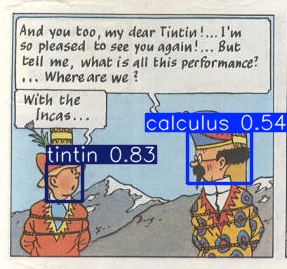 And you too, my dear Tintin!... I'm
so pleased to see you again!... But
tell me, what is all this performance?
... Where are we?
With the
Incas...
calculus 0.54
tintin 0.83